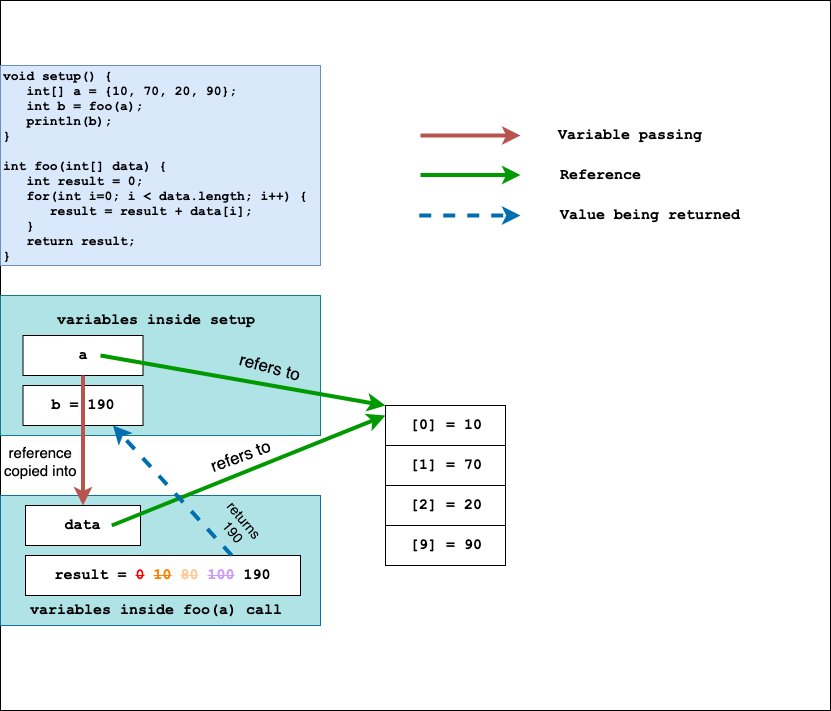 void setup() {
   int[] a = {10, 70, 20, 90};
   int b = foo(a);
   println(b);
}

int foo(int[] data) {
   int result = 0;
   for(int i=0; i < data.length; i++) {
      result = result + data[i];
   }
   return result;
}
Variable passing
Reference
Value being returned
variables inside setup
a
refers to
b = 190
reference
copied into
refers to
data
returns
190
result = 0 10 80 100 190
variables inside foo(a) call
[0] = 10
[1] = 70
[2] = 20
[9] = 90